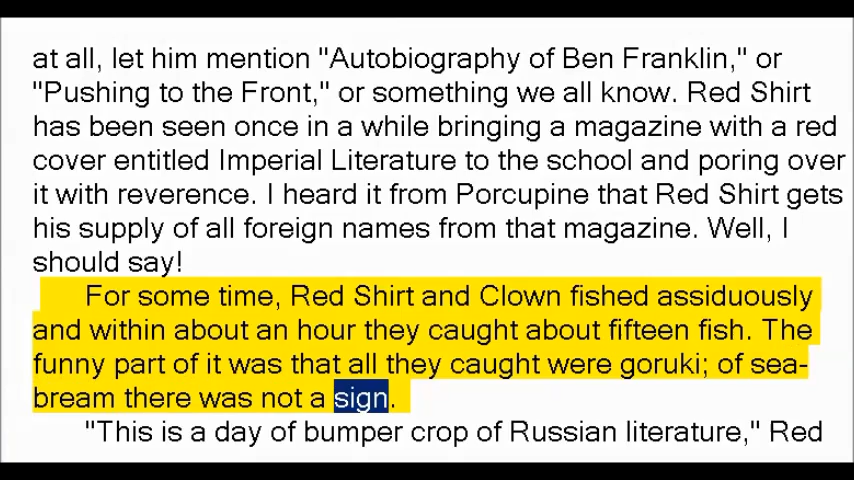 at all, let him mention "Autobiography of Ben Franklin," or
"Pushing to the Front," or something we all know. Red Shirt
has been seen once in a while bringing a magazine with a red
cover entitled Imperial Literature to the school and poring over
it with reverence. I heard it from Porcupine that Red Shirt gets
his supply of all foreign names from that magazine. Well, I
should say!
For some time, Red Shirt and Clown fished assiduously
and within about an hour they caught about fifteen fish. The
funny part of it was that all they caught were goruki; of sea-
bream there was not a sign.
"This is a day of bumper crop of Russian literature," Red